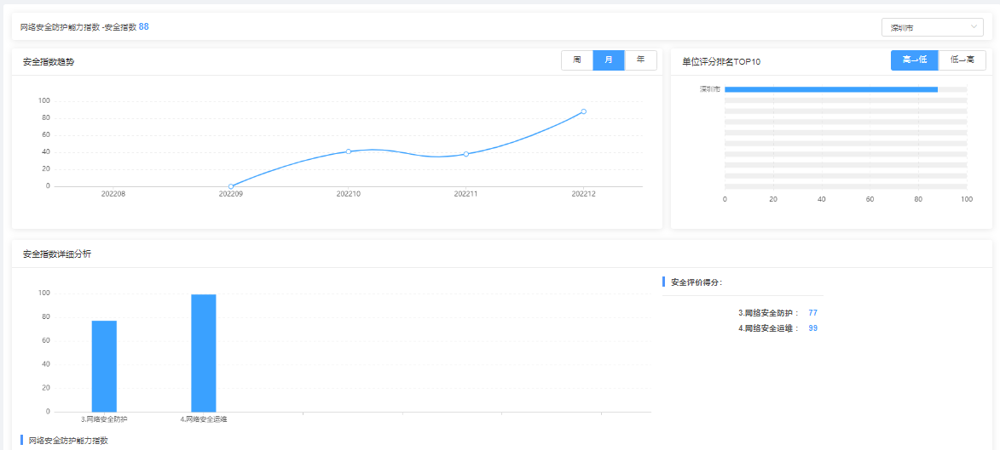 网络安全防护能力指数 -安全指数 88
深圳市
安全指数趋势
周 月 年
100
80
60
40
20
0
202208 202209 202210 202211 202212
单位评分排名TOP10
高→低 低→高
深圳市
0 20 40 60 80 100
安全指数详细分析
100
80
60
40
20
0
3.网络安全防护 4.网络安全运维
安全评价得分：
3.网络安全防护： 77
4.网络安全运维： 99
网络安全防护能力指数